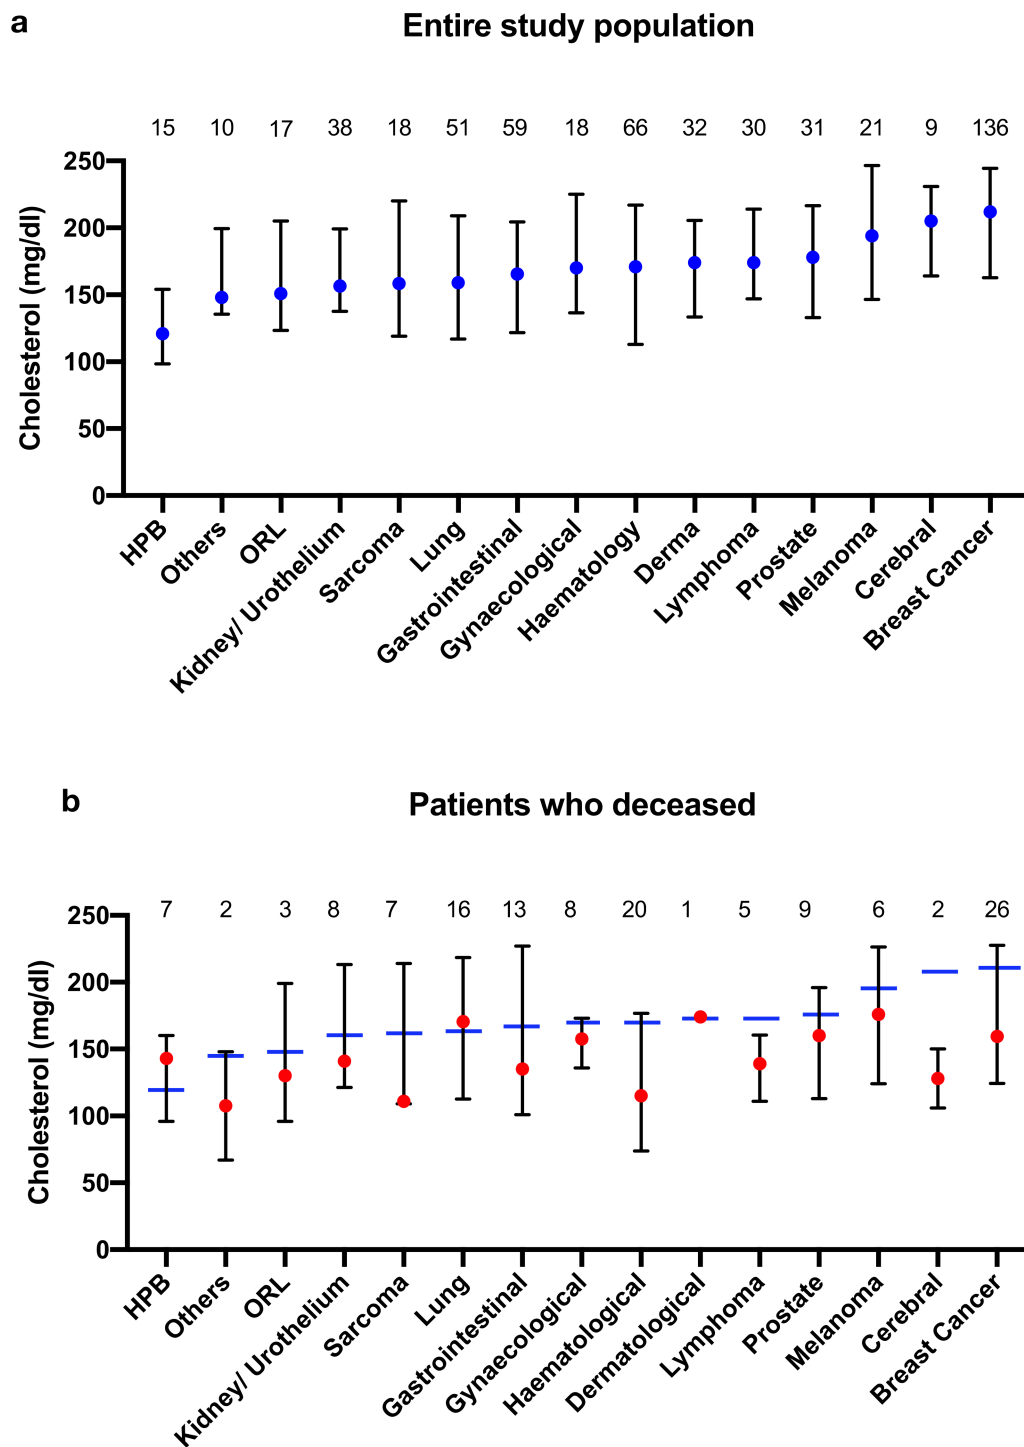 a
Entire study population
15 10 17 38 18 51 59 18 66 32 30 31 21 9 136
250
200
150
100
50
0
Cholesterol (mg/dl)
HPB
Others
ORL
Kidney/ Urothelium
Sarcoma
Lung
Gastrointestinal
Gynaecological
Haematology
Derma
Lymphoma
Prostate
Melanoma
Cerebral
Breast Cancer
b
Patients who deceased
7 2 3 8 7 16 13 8 20 1 5 9 6 2 26
250
200
150
100
50
0
Cholesterol (mg/dl)
HPB
Others
ORL
Kidney/ Urothelium
Sarcoma
Lung
Gastrointestinal
Gynaecological
Haematological
Dermatological
Lymphoma
Prostate
Melanoma
Cerebral
Breast Cancer